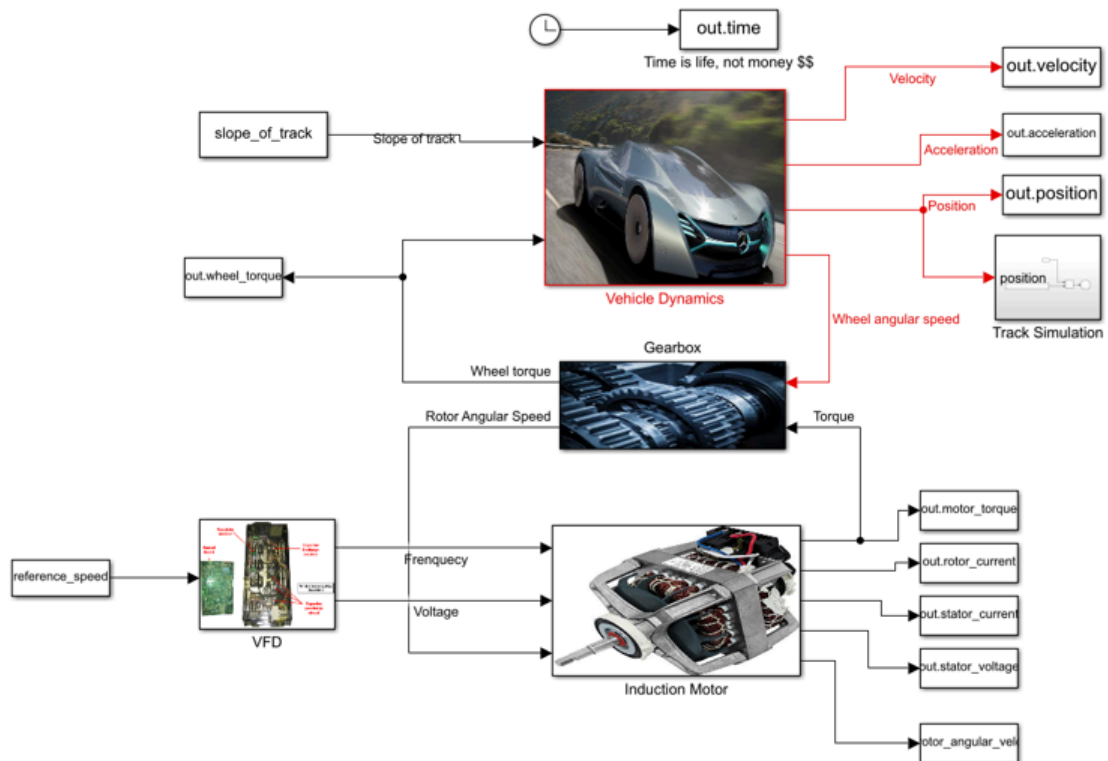 out.time
Time is life, not money $$
out.velocity
Velocity
slope_of_track
Slope of track
out.acceleration
Acceleration
out.position
Position
out.wheel_torque
position
Vehicle Dynamics
Wheel angular speed
Track Simulation
Gearbox
Wheel torque
Rotor Angular Speed
Torque
out.motor_torque
Frenquecy
out.rotor_current
reference_speed
Voltage
out.stator_current
VFD
out.stator_voltage
Induction Motor
otor_angular_velo